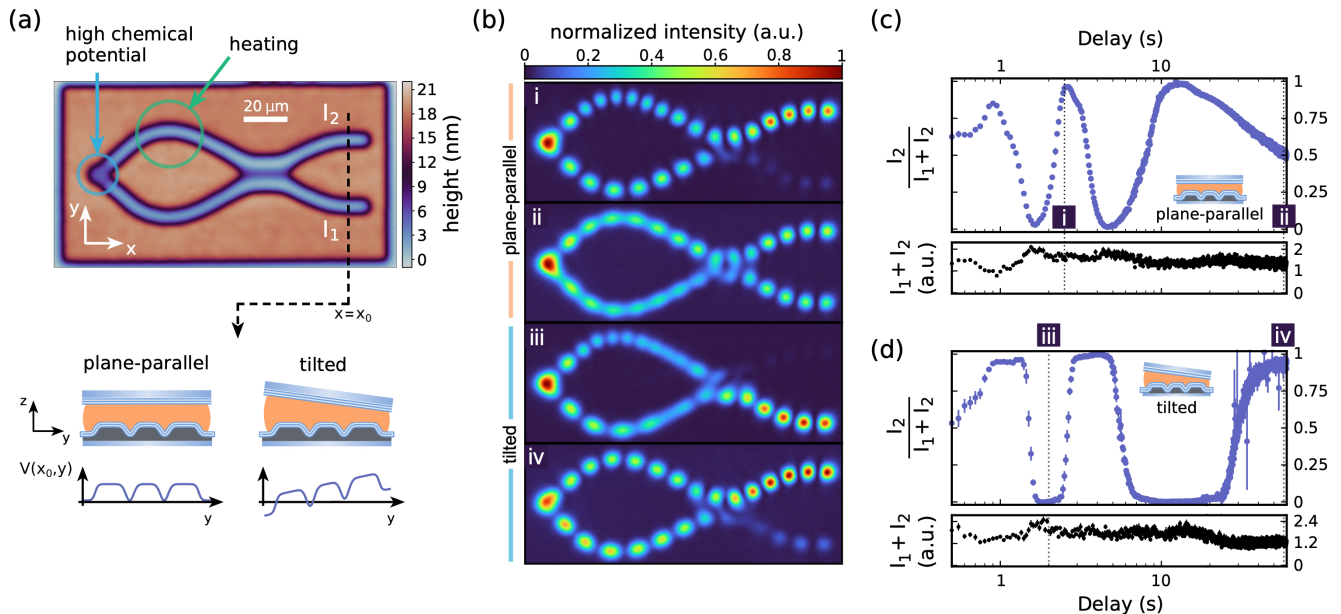 (a)
high chemical
potential
heating
20 µm
I2
I1
y
x
21
18
15
12
9
6
3
0
height (nm)
x=x0
plane-parallel
tilted
z
y
V(x0,y)
y
y
(b)
normalized intensity (a.u.)
0
0.2
0.4
0.6
0.8
1
plane-parallel
tilted
i
ii
iii
iv
(c)
Delay (s)
1
10
I2
I1+ I2
1
0.75
0.5
0.25
0
i
ii
plane-parallel
I1+ I2
(a.u.)
2
1
0
(d)
iii
iv
I2
I1+ I2
1
0.75
0.5
0.25
0
tilted
I1+ I2
(a.u.)
2.4
1.2
0
1
10
Delay (s)